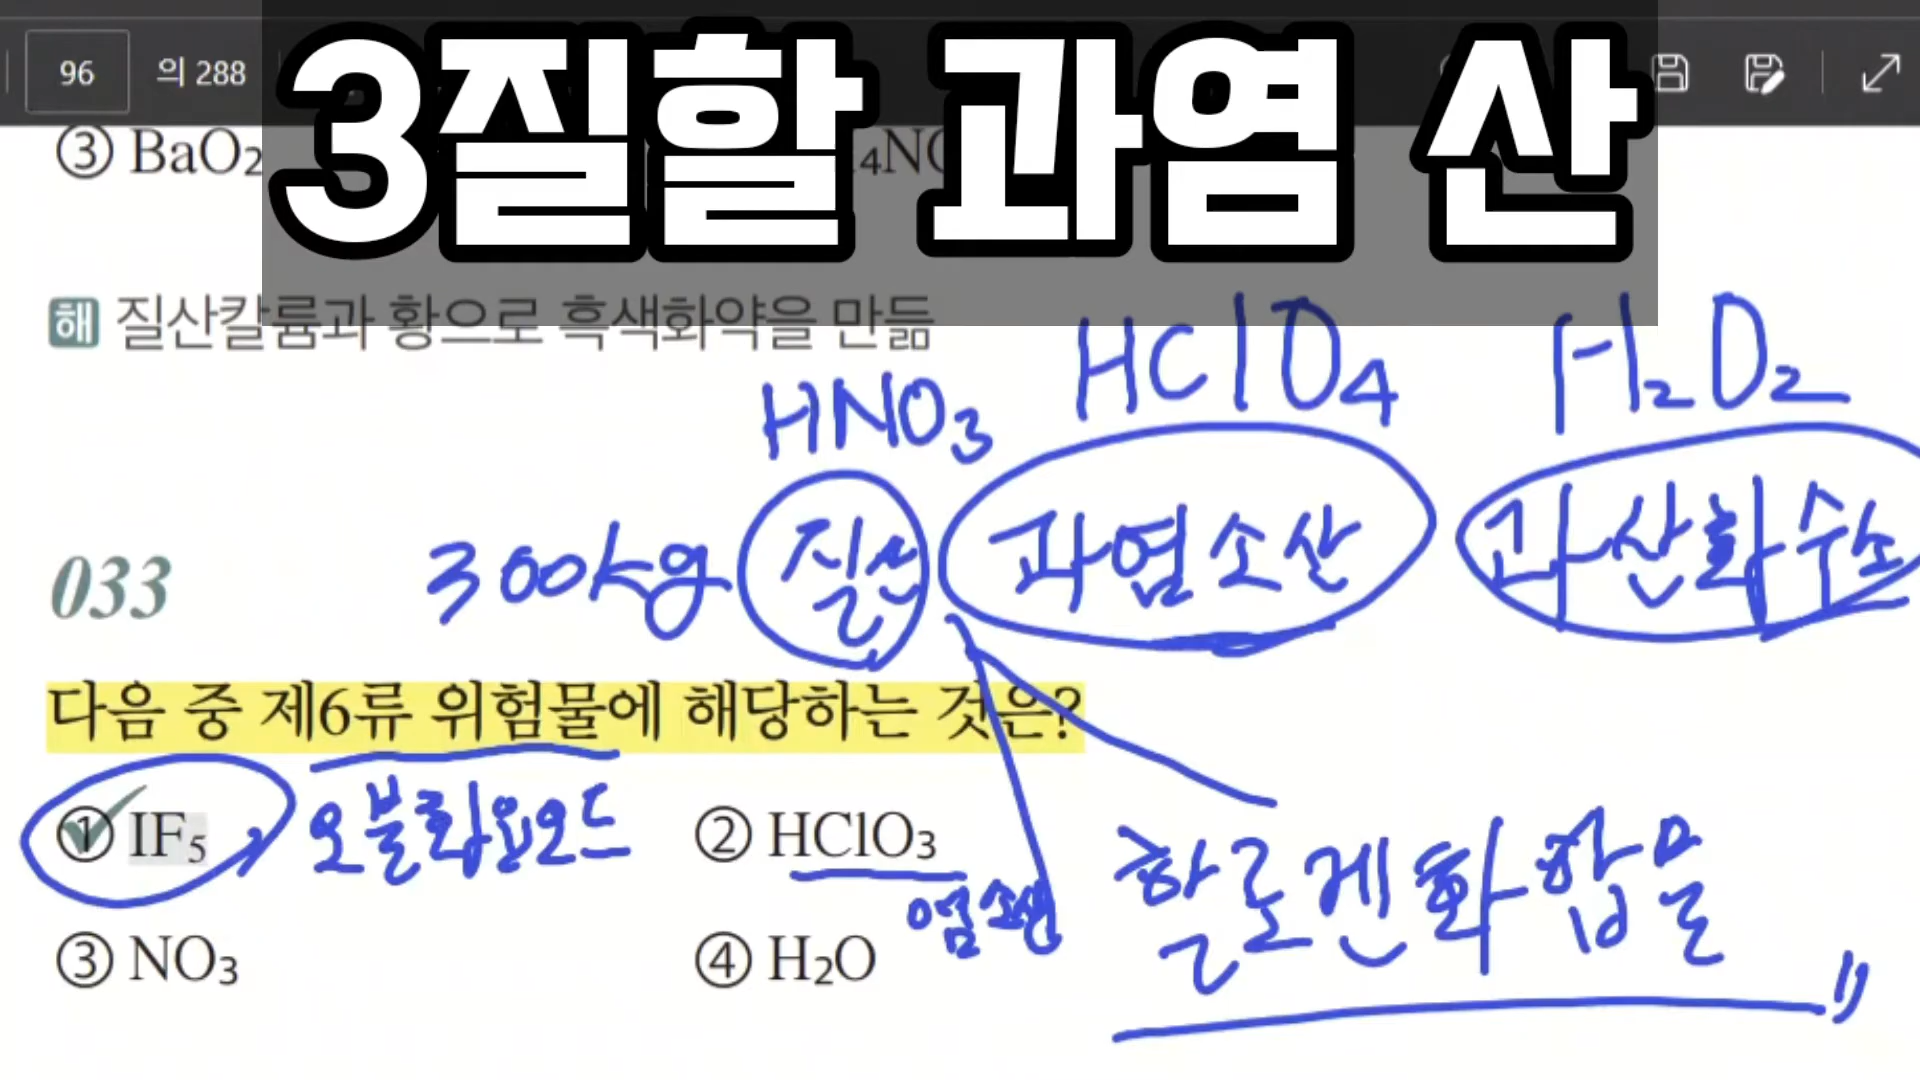 3질할 과염 산
96 의 288
③ BaO₂ ₄NO
해 질산칼륨과 황으로 흑색화약을 만듦
HNO₃ HClO₄ H₂O₂
033
300kg 질산 과염소산 과산화수소
다음 중 제6류 위험물에 해당하는 것은?
① IF₅ 오불화요오드 ② HClO₃
염소산 할로겐화합물
③ NO₃ ④ H₂O